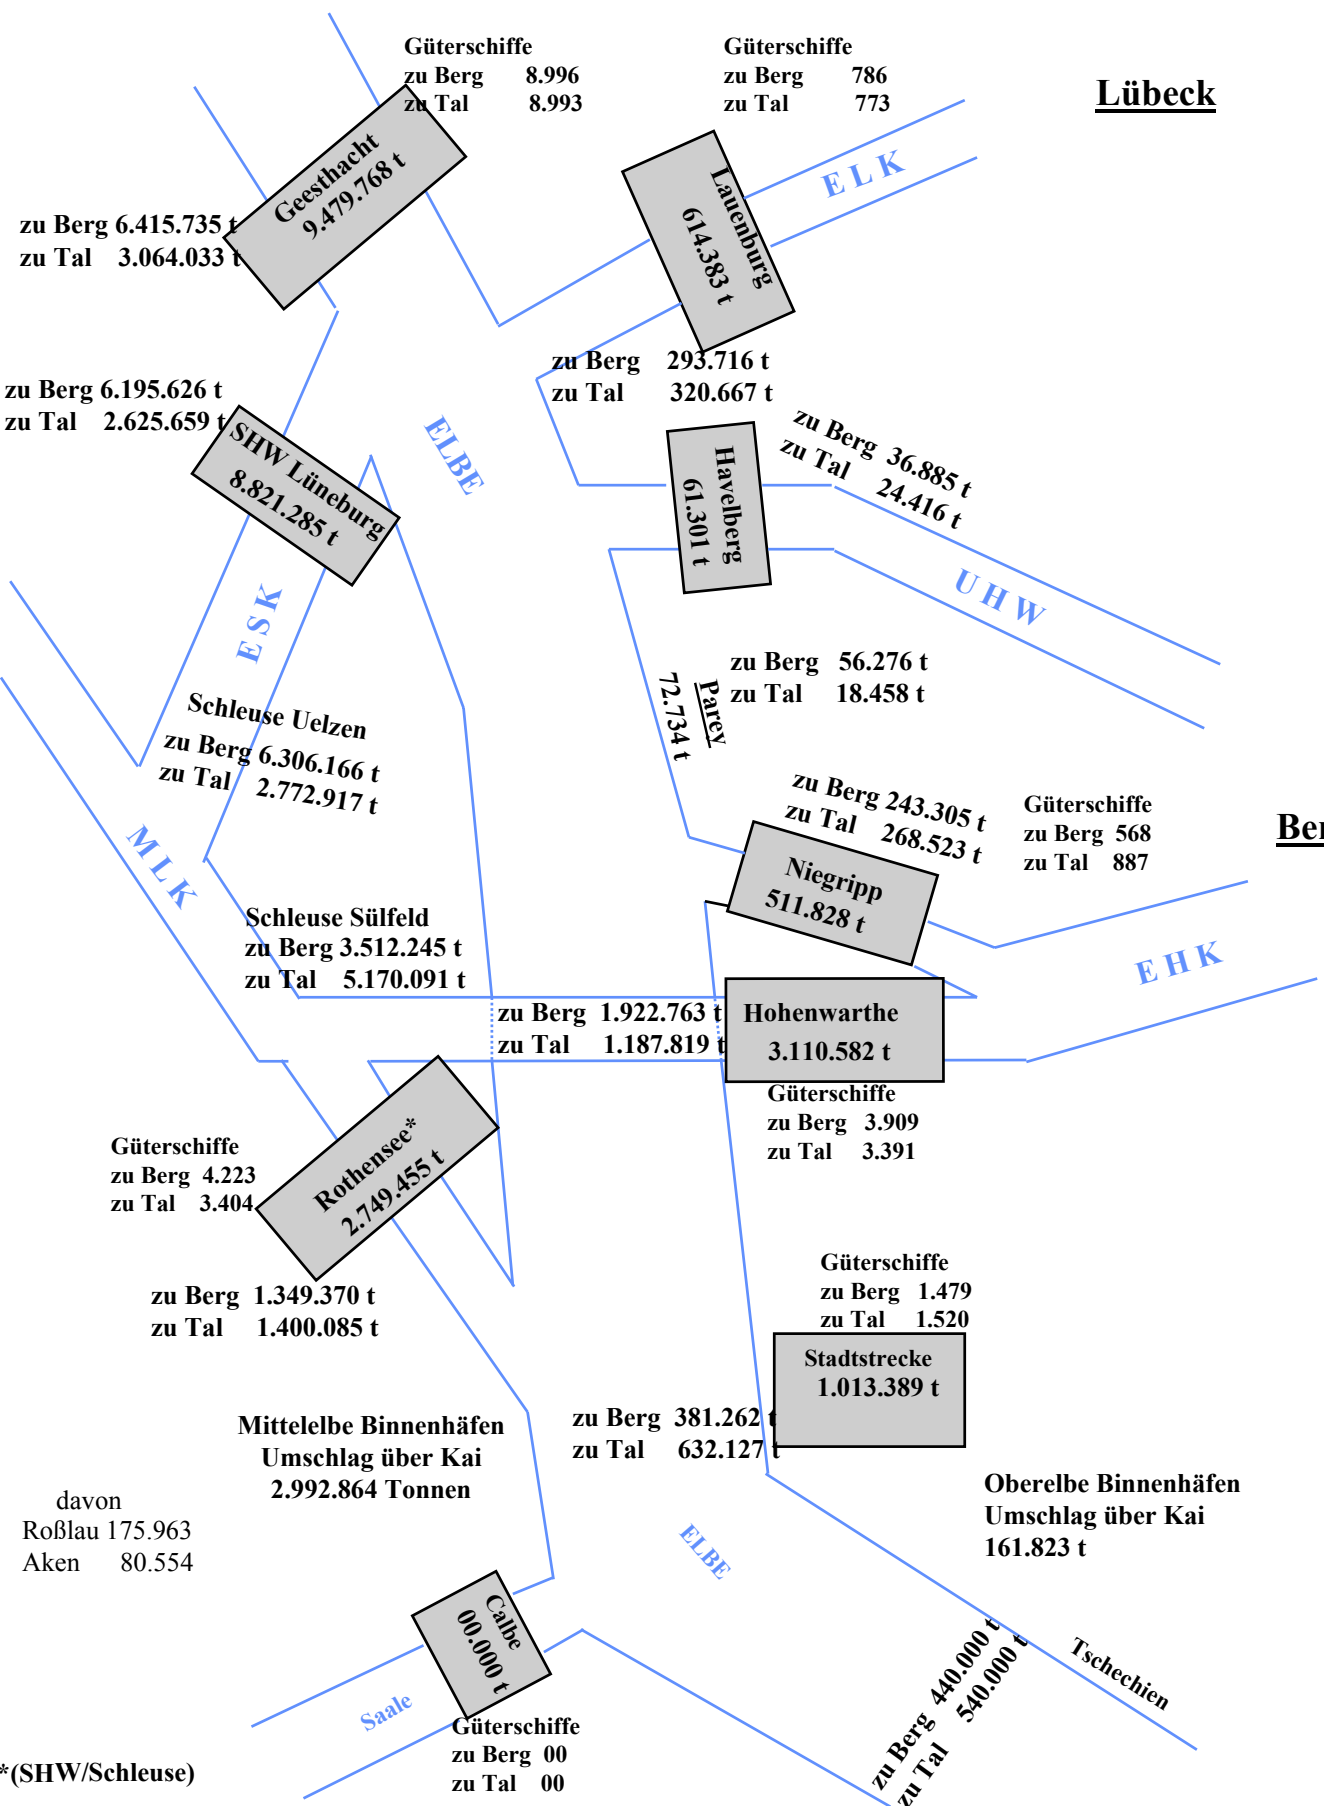 Güterschiffe
zu Berg 8.996
zu Tal 8.993
Güterschiffe
zu Berg 786
zu Tal 773
Lübeck
Geesthacht
9.479.768 t
zu Berg 6.415.735 t
zu Tal 3.064.033 t
Lauenburg
614.383 t
ELK
zu Berg 293.716 t
zu Tal 320.667 t
zu Berg 6.195.626 t
zu Tal 2.625.659 t
SHW Lüneburg
8.821.285 t
ELBE
Havelberg
61.301 t
zu Berg 36.885 t
zu Tal 24.416 t
UHW
ESK
Parey
72.734 t
zu Berg 56.276 t
zu Tal 18.458 t
Schleuse Uelzen
zu Berg 6.306.166 t
zu Tal 2.772.917 t
MLK
zu Berg 243.305 t
zu Tal 268.523 t
Güterschiffe
zu Berg 568
zu Tal 887
Niegripp
511.828 t
EHK
Schleuse Sülfeld
zu Berg 3.512.245 t
zu Tal 5.170.091 t
zu Berg 1.922.763 t
zu Tal 1.187.819 t
Hohenwarthe
3.110.582 t
Güterschiffe
zu Berg 3.909
zu Tal 3.391
Güterschiffe
zu Berg 4.223
zu Tal 3.404
Rothensee*
2.749.455 t
zu Berg 1.349.370 t
zu Tal 1.400.085 t
Güterschiffe
zu Berg 1.479
zu Tal 1.520
Stadtstrecke
1.013.389 t
zu Berg 381.262 t
zu Tal 632.127 t
Mittelelbe Binnenhäfen
Umschlag über Kai
2.992.864 Tonnen
davon
Roßlau 175.963
Aken 80.554
Oberelbe Binnenhäfen
Umschlag über Kai
161.823 t
ELBE
Calbe
00.000 t
Saale
Güterschiffe
zu Berg 00
zu Tal 00
zu Berg 440.000 t
zu Tal 540.000 t
Tschechien
*(SHW/Schleuse)